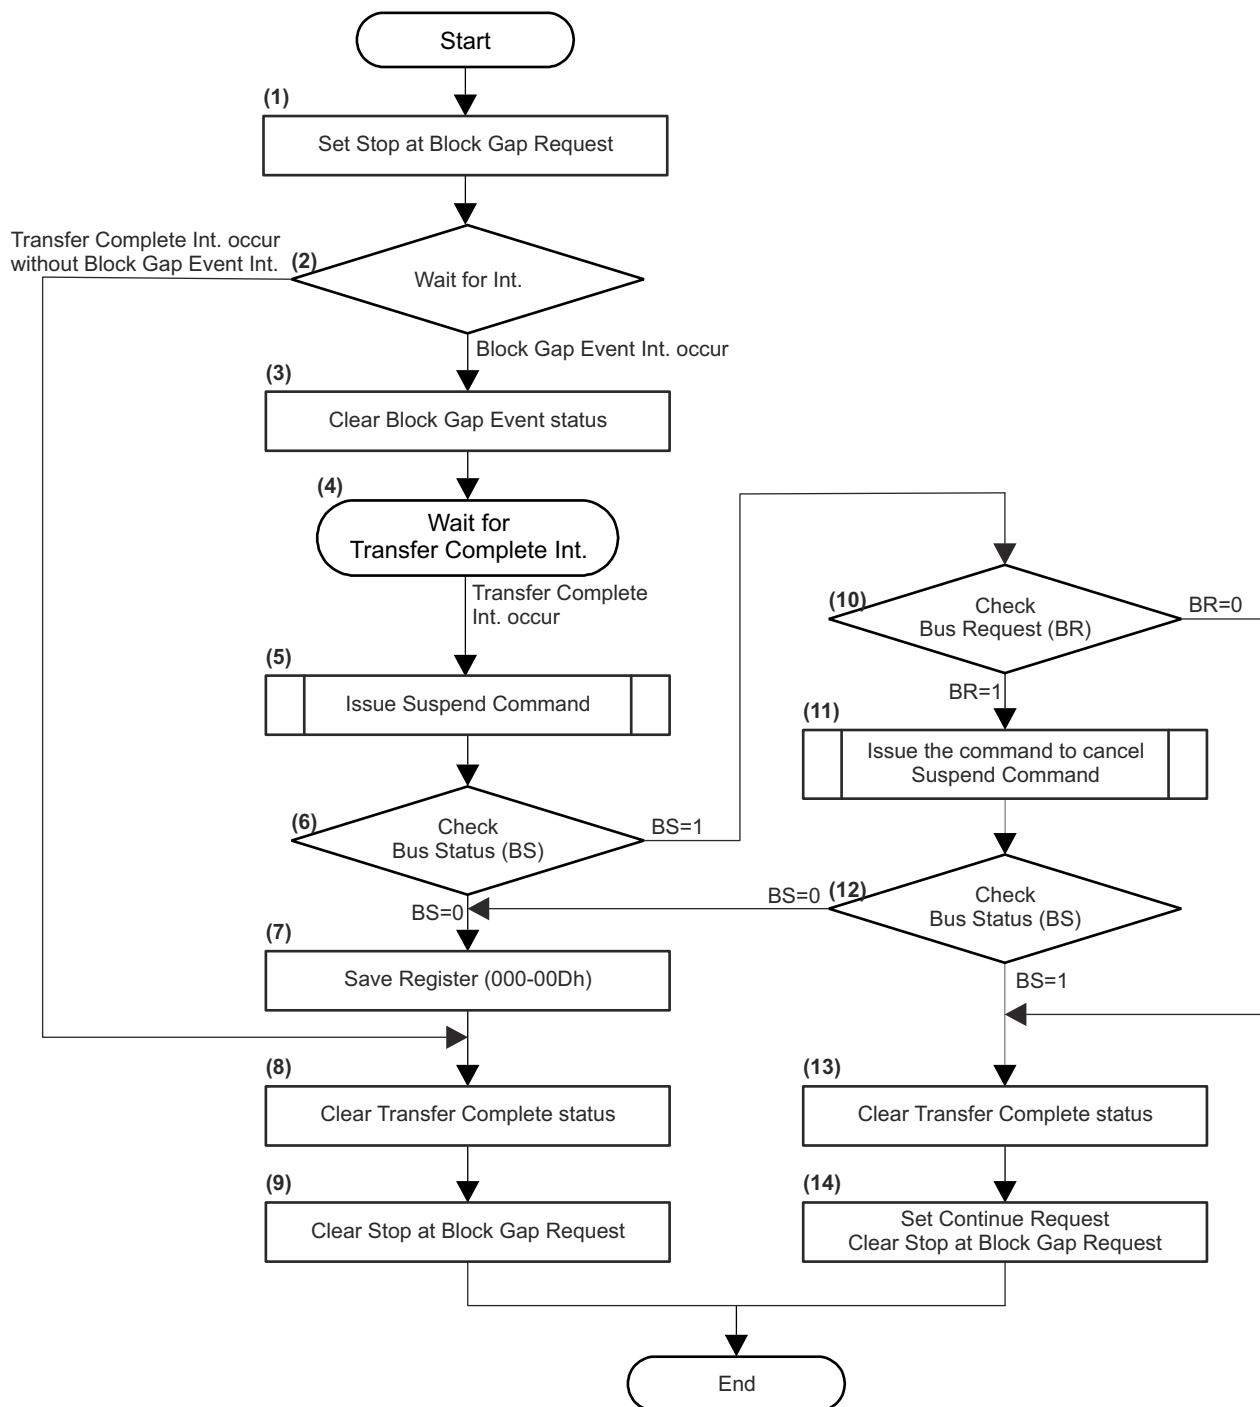 Start
(1)
Set Stop at Block Gap Request
Transfer Complete Int. occur
without Block Gap Event Int.
(2)
Wait for Int.
Block Gap Event Int. occur
(3)
Clear Block Gap Event status
(4)
Wait for
Transfer Complete Int.
Transfer Complete
Int. occur
(5)
Issue Suspend Command
(6)
Check
Bus Status (BS)
BS=1
BS=0
(7)
Save Register (000-00Dh)
(8)
Clear Transfer Complete status
(9)
Clear Stop at Block Gap Request
(10)
Check
Bus Request (BR)
BR=0
BR=1
(11)
Issue the command to cancel
Suspend Command
(12)
Check
Bus Status (BS)
BS=0
BS=1
(13)
Clear Transfer Complete status
(14)
Set Continue Request
Clear Stop at Block Gap Request
End